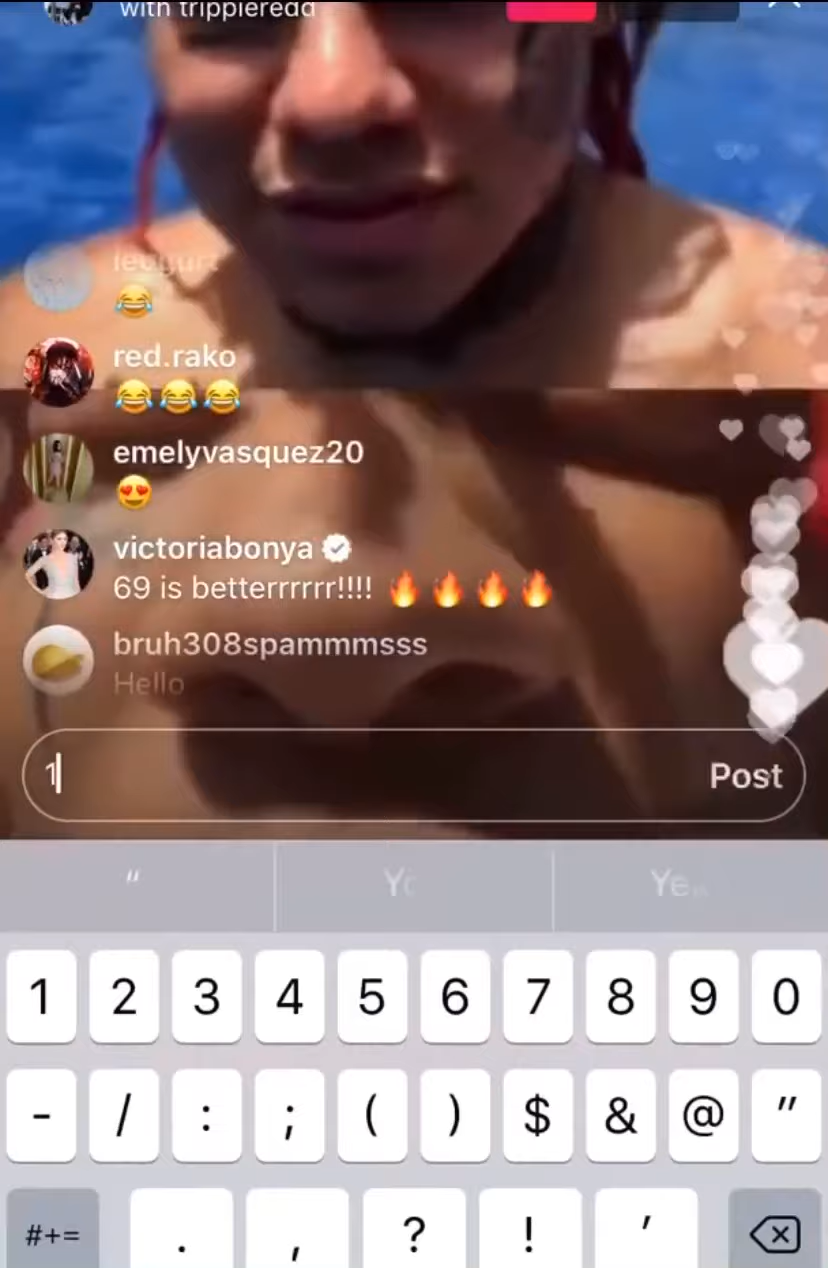 with trippieredd
😂
red.rako
😂😂😂
emelyvasquez20
😍
victoriabonya
69 is betterrrrrr!!!! 🔥🔥🔥🔥
bruh308spammmsss
Hello
1
Post
“ Yo
1 2 3 4 5 6 7 8 9 0
- / : ; ( ) $ & @ "
#+= . , ? ! '